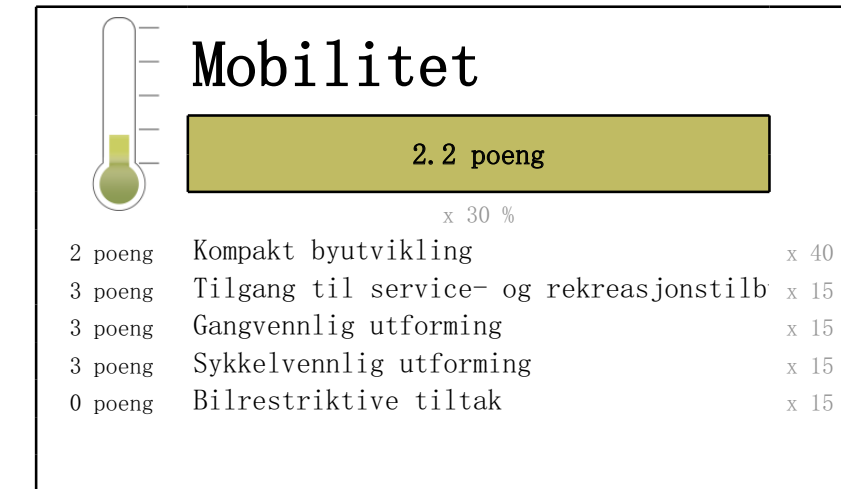 Mobilitet
2.2 poeng
x 30 %
2 poeng Kompakt byutvikling x 40
3 poeng Tilgang til service- og rekreasjonstilb x 15
3 poeng Gangvennlig utforming x 15
3 poeng Sykkelvennlig utforming x 15
0 poeng Bilrestriktive tiltak x 15